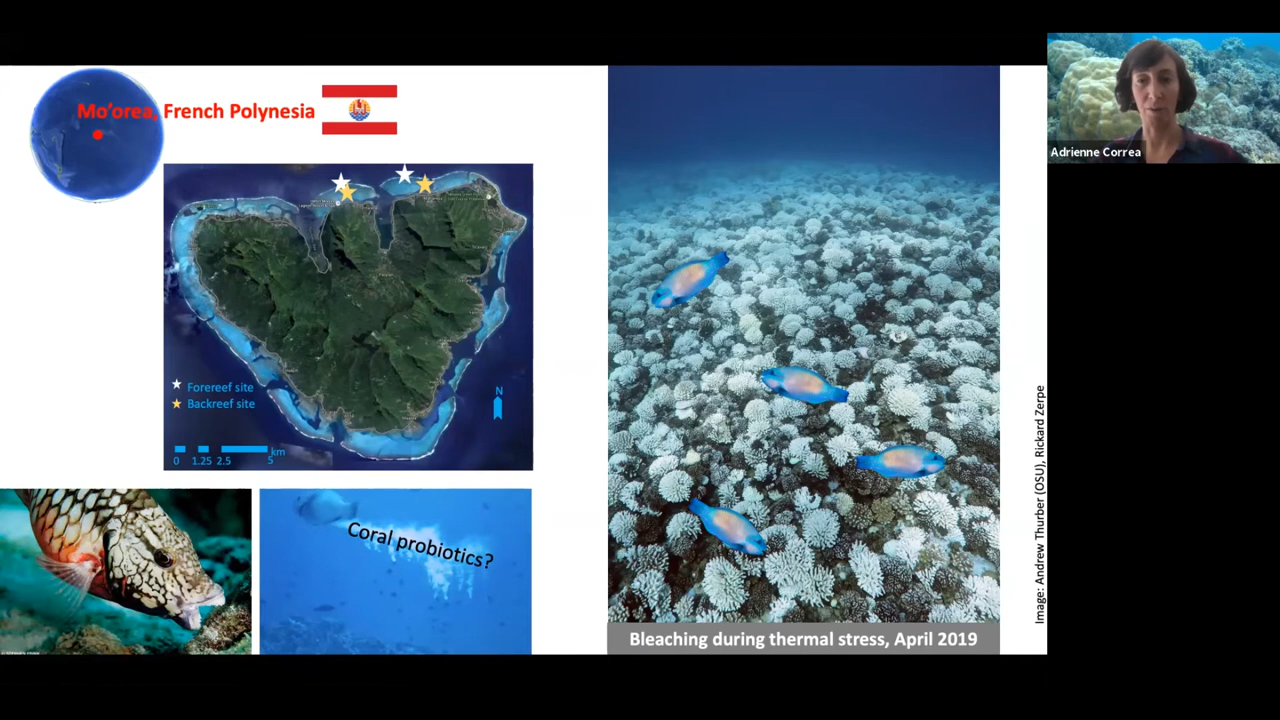 Mo'orea, French Polynesia
Forereef site
Backreef site
N
km
0 1.25 2.5 5
Coral probiotics?
Bleaching during thermal stress, April 2019
Image: Andrew Thurber (OSU), Rickard Zerpe
Adrienne Correa